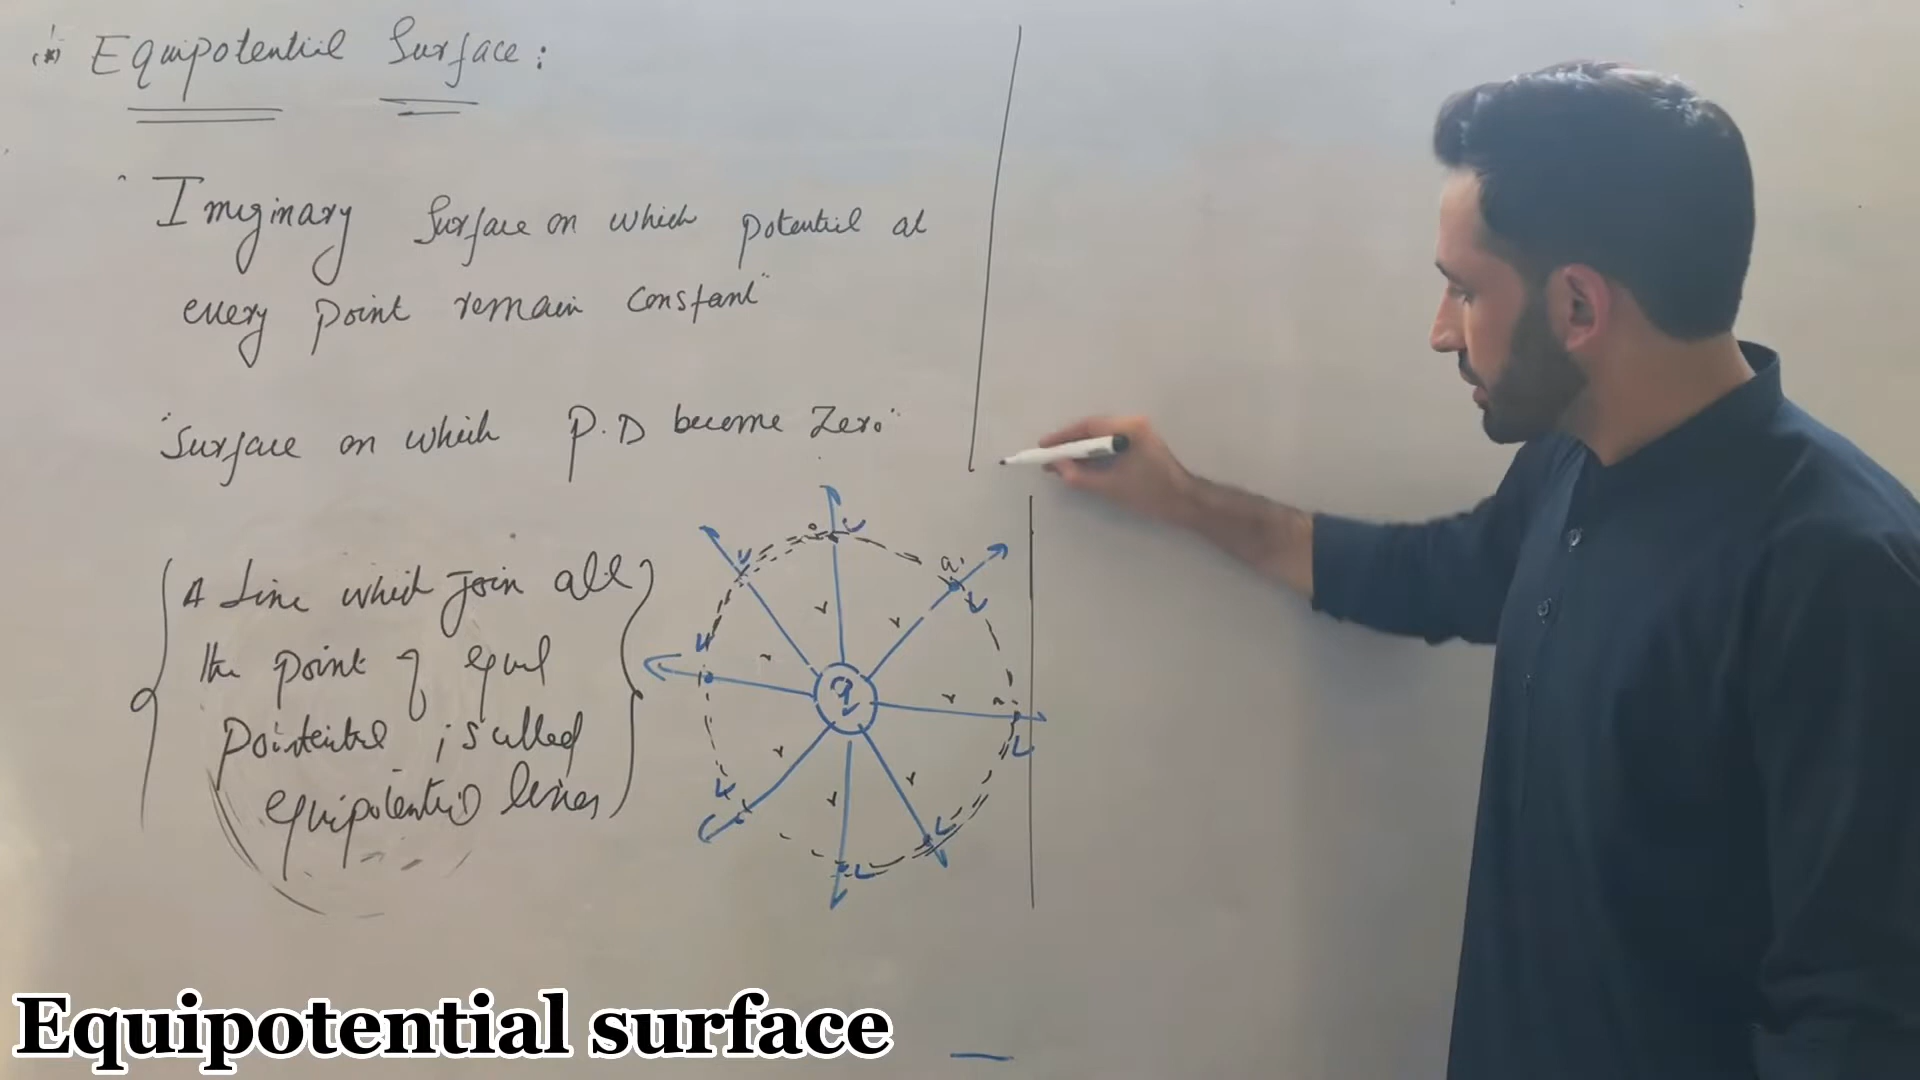 (*) Equipotential Surface:
"Imaginary Surface on which potential at
every point remain constant"
"Surface on which P.D become Zero"
A Line which join all
the point of equal
pointential is called
equipotential lines
q
r r r r r r r r
Equipotential surface